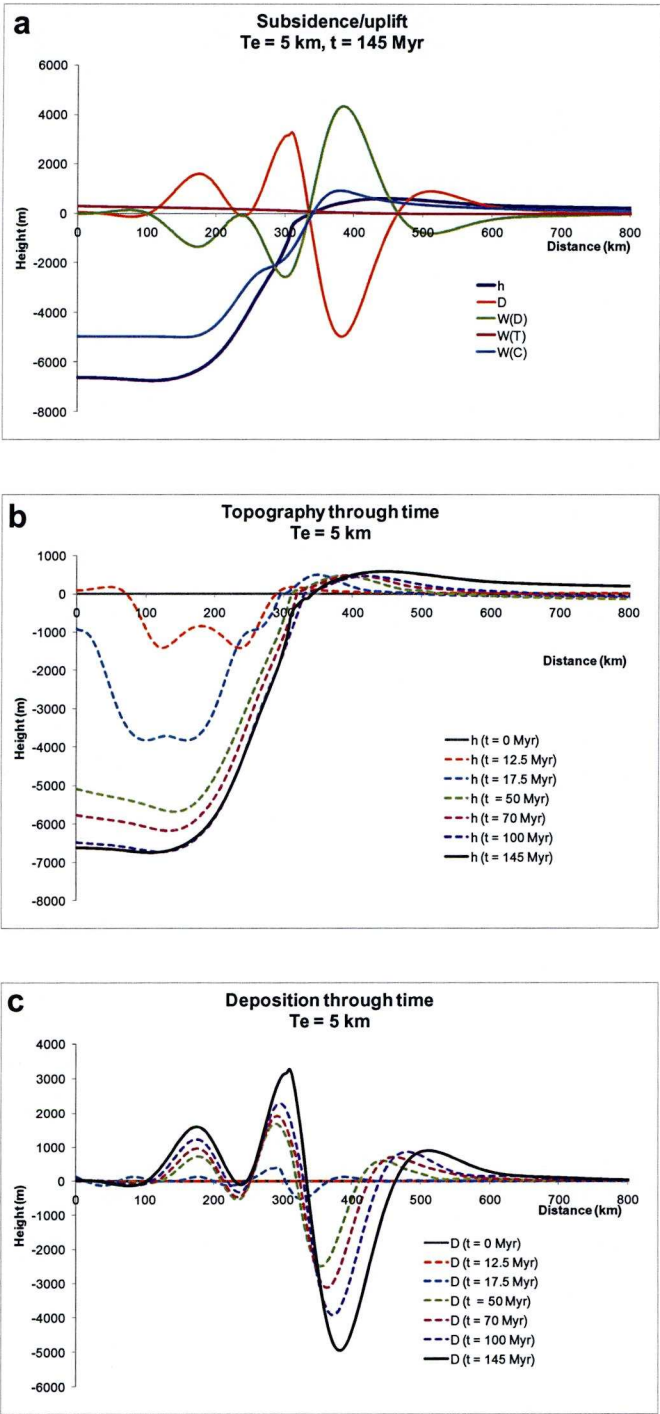 a
Subsidence/uplift
Te = 5 km, t = 145 Myr
6000
4000
2000
0
-2000
-4000
-6000
-8000
Height (m)
0 100 200 300 400 500 600 700 800
Distance (km)
h
D
W(D)
W(T)
W(C)
b
Topography through time
Te = 5 km
1000
0
-1000
-2000
-3000
-4000
-5000
-6000
-7000
-8000
Height (m)
0 100 200 300 400 500 600 700 800
Distance (km)
h (t = 0 Myr)
h (t = 12.5 Myr)
h (t = 17.5 Myr)
h (t = 50 Myr)
h (t = 70 Myr)
h (t = 100 Myr)
h (t = 145 Myr)
c
Deposition through time
Te = 5 km
4000
3000
2000
1000
0
-1000
-2000
-3000
-4000
-5000
-6000
Height (m)
0 100 200 300 400 500 600 700 800
Distance (km)
D (t = 0 Myr)
D (t = 12.5 Myr)
D (t = 17.5 Myr)
D (t = 50 Myr)
D (t = 70 Myr)
D (t = 100 Myr)
D (t = 145 Myr)